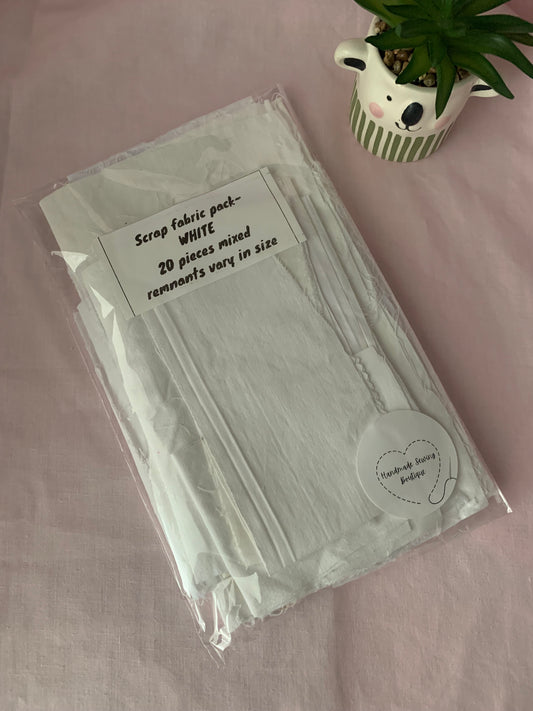 Scrap fabric pack-
WHITE
20 pieces mixed
remnants vary in size
Handmade Sewing
Boutique